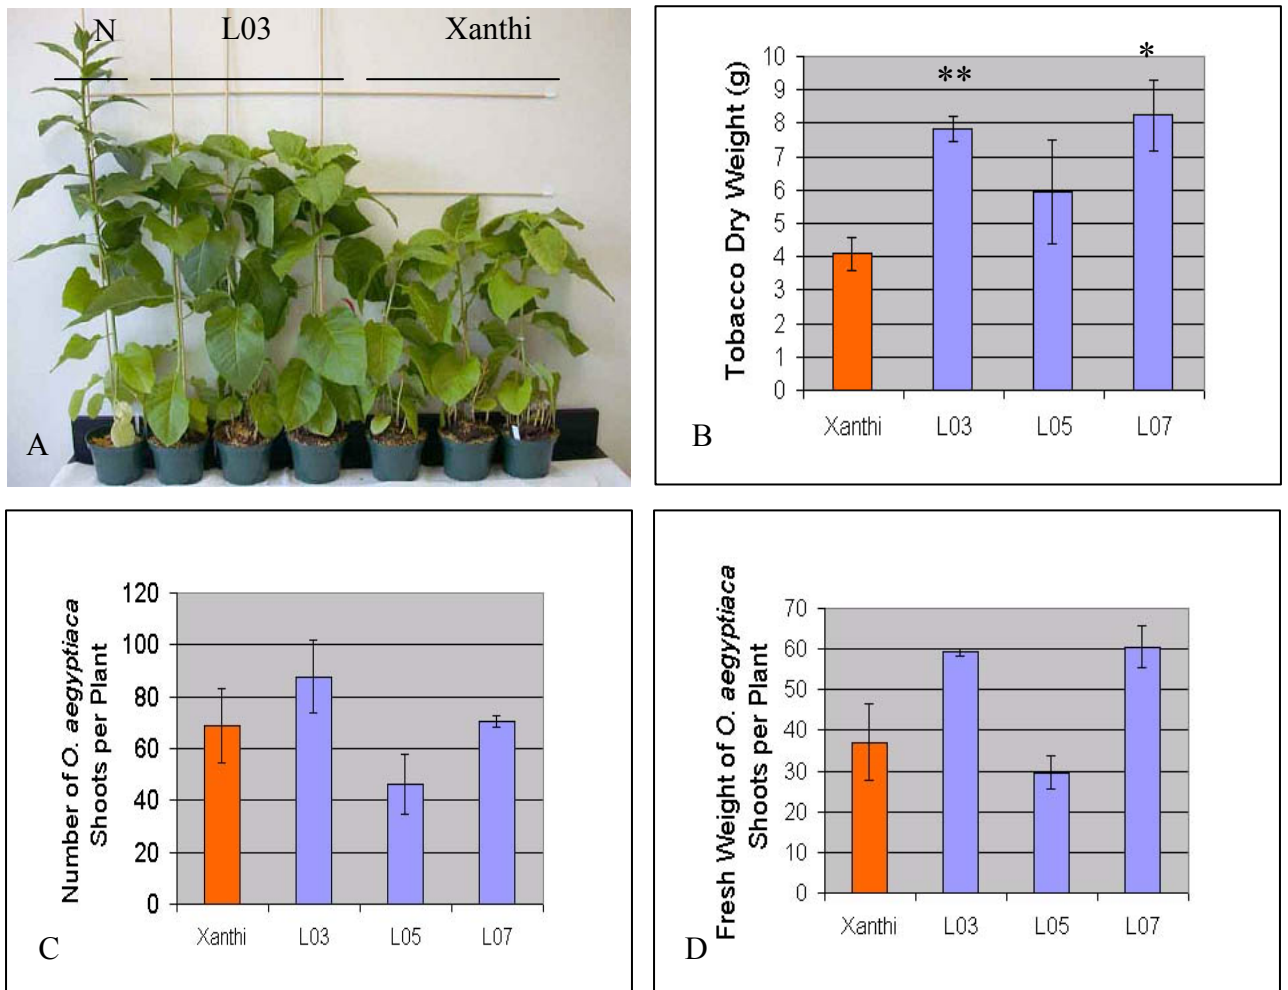 N L03 Xanthi
A
Tobacco Dry Weight (g)
10
9
8
7
6
5
4
3
2
1
0
** *
Xanthi L03 L05 L07
B
Number of O. aegyptiaca
Shoots per Plant
120
100
80
60
40
20
0
Xanthi L03 L05 L07
C
Fresh Weight of O. aegyptiaca
Shoots per Plant
70
60
50
40
30
20
10
0
Xanthi L03 L05 L07
D